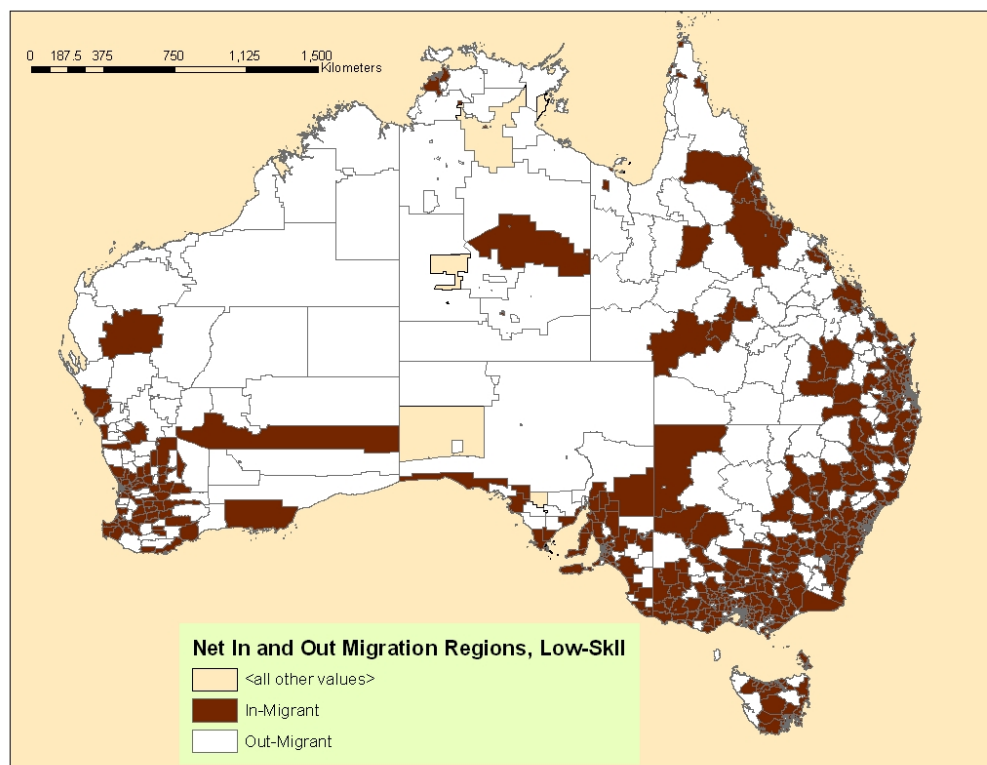 0 187.5 375 750 1,125 1,500
Kilometers
Net In and Out Migration Regions, Low-Skll
<all other values>
In-Migrant
Out-Migrant